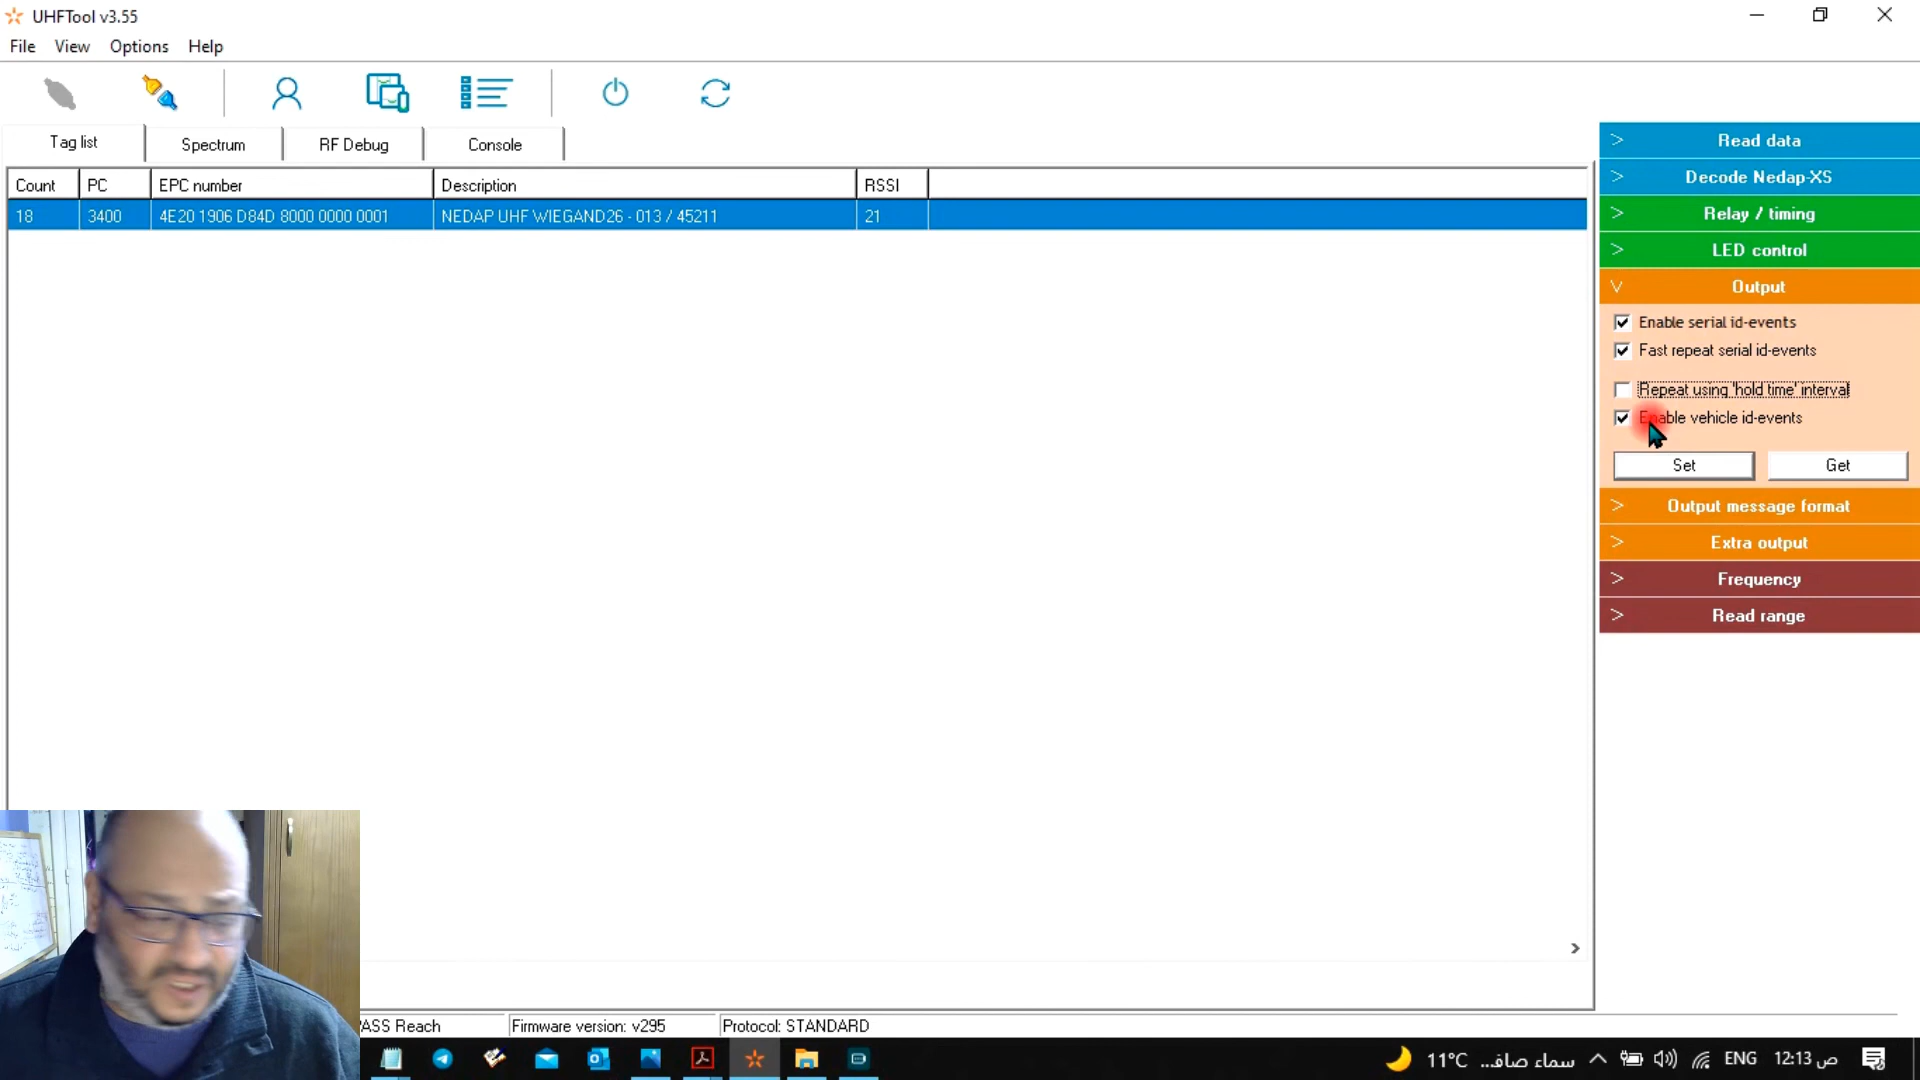 UHFTool v3.55
File View Options Help
Tag list Spectrum RF Debug Console
Count PC EPC number Description RSSI
18 3400 4E20 1906 D84D 8000 0000 0001 NEDAP UHF WIEGAND26 - 013 / 45211 21
> Read data
> Decode Nedap-XS
> Relay / timing
> LED control
V Output
Enable serial id-events
Fast repeat serial id-events
Repeat using 'hold time' interval
Enable vehicle id-events
Set Get
> Output message format
> Extra output
> Frequency
> Read range
PASS Reach Firmware version: v295 Protocol: STANDARD
11°C سماء صاف... ENG 12:13 ص